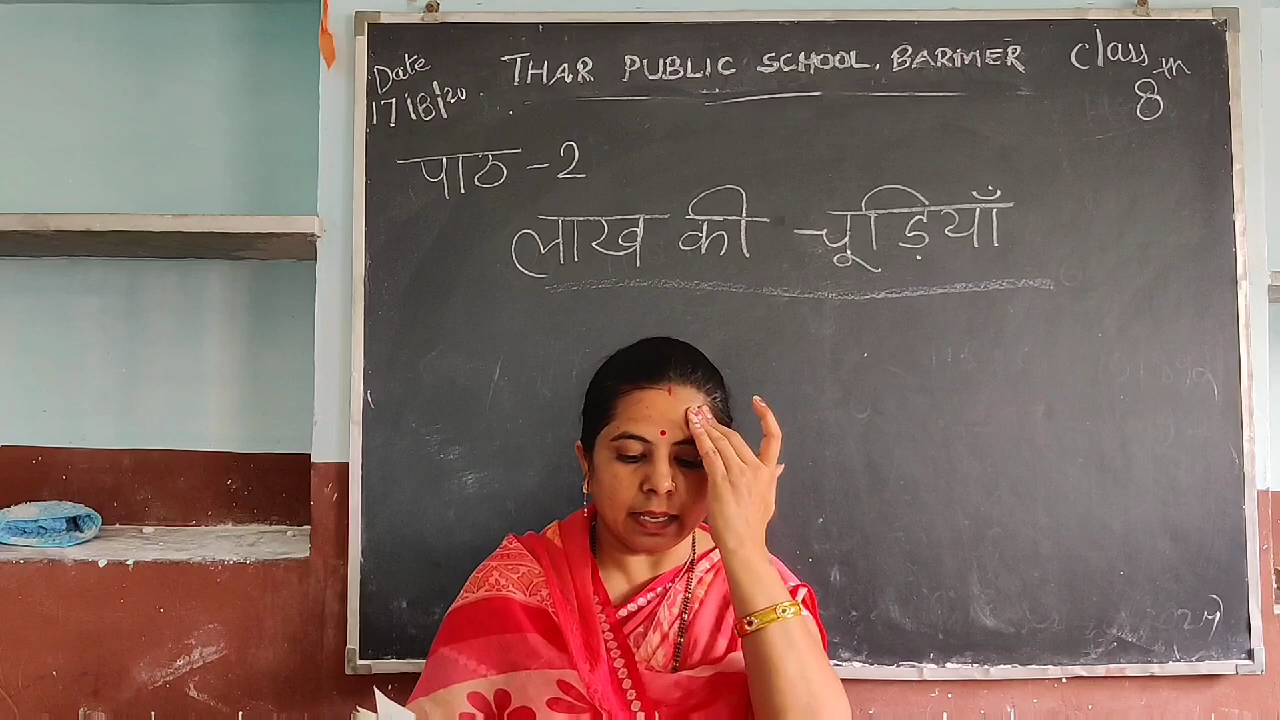 Date
17/8/20
THAR PUBLIC SCHOOL. BARMER
Class
8th
पाठ - 2
लाख की चूड़ियाँ